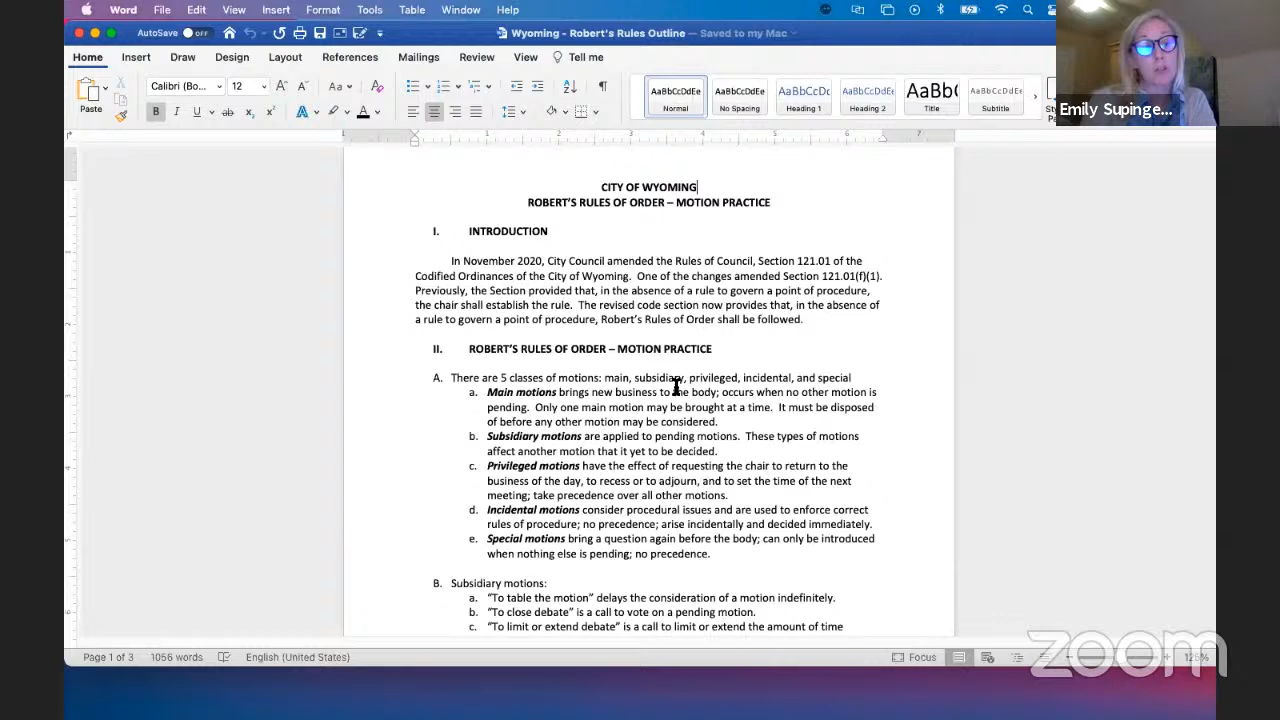 Word File Edit View Insert Format Tools Table Window Help
AutoSave OFF Wyoming - Robert's Rules Outline — Saved to my Mac
Home Insert Draw Design Layout References Mailings Review View Tell me
Paste Calibri (Bo... 12 AaBbCcDdEe AaBbCcDdEe AaBbCcDc AaBbCcDdEe AaBb( AaBbCcDdEe
Normal No Spacing Heading 1 Heading 2 Title Subtitle
Emily Supinge...
1 1 2 3 4 5 6 7
CITY OF WYOMING
ROBERT'S RULES OF ORDER – MOTION PRACTICE
I. INTRODUCTION
In November 2020, City Council amended the Rules of Council, Section 121.01 of the
Codified Ordinances of the City of Wyoming. One of the changes amended Section 121.01(f)(1).
Previously, the Section provided that, in the absence of a rule to govern a point of procedure,
the chair shall establish the rule. The revised code section now provides that, in the absence of
a rule to govern a point of procedure, Robert's Rules of Order shall be followed.
II. ROBERT'S RULES OF ORDER – MOTION PRACTICE
A. There are 5 classes of motions: main, subsidiary, privileged, incidental, and special
a. Main motions brings new business to the body; occurs when no other motion is
pending. Only one main motion may be brought at a time. It must be disposed
of before any other motion may be considered.
b. Subsidiary motions are applied to pending motions. These types of motions
affect another motion that it yet to be decided.
c. Privileged motions have the effect of requesting the chair to return to the
business of the day, to recess or to adjourn, and to set the time of the next
meeting; take precedence over all other motions.
d. Incidental motions consider procedural issues and are used to enforce correct
rules of procedure; no precedence; arise incidentally and decided immediately.
e. Special motions bring a question again before the body; can only be introduced
when nothing else is pending; no precedence.
B. Subsidiary motions:
a. "To table the motion" delays the consideration of a motion indefinitely.
b. "To close debate" is a call to vote on a pending motion.
c. "To limit or extend debate" is a call to limit or extend the amount of time
Page 1 of 3 1056 words English (United States) Focus
zoom